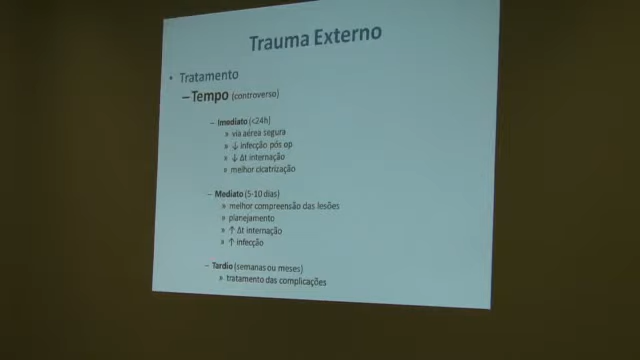 Trauma Externo
• Tratamento
– Tempo (controverso)
– Imediato (<24h)
» via aérea segura
» ↓ infecção pós op
» ↓ Δt internação
» melhor cicatrização
– Mediato (5-10 dias)
» melhor compreensão das lesões
» planejamento
» ↑ Δt internação
» ↑ infecção
– Tardio (semanas ou meses)
» tratamento das complicações